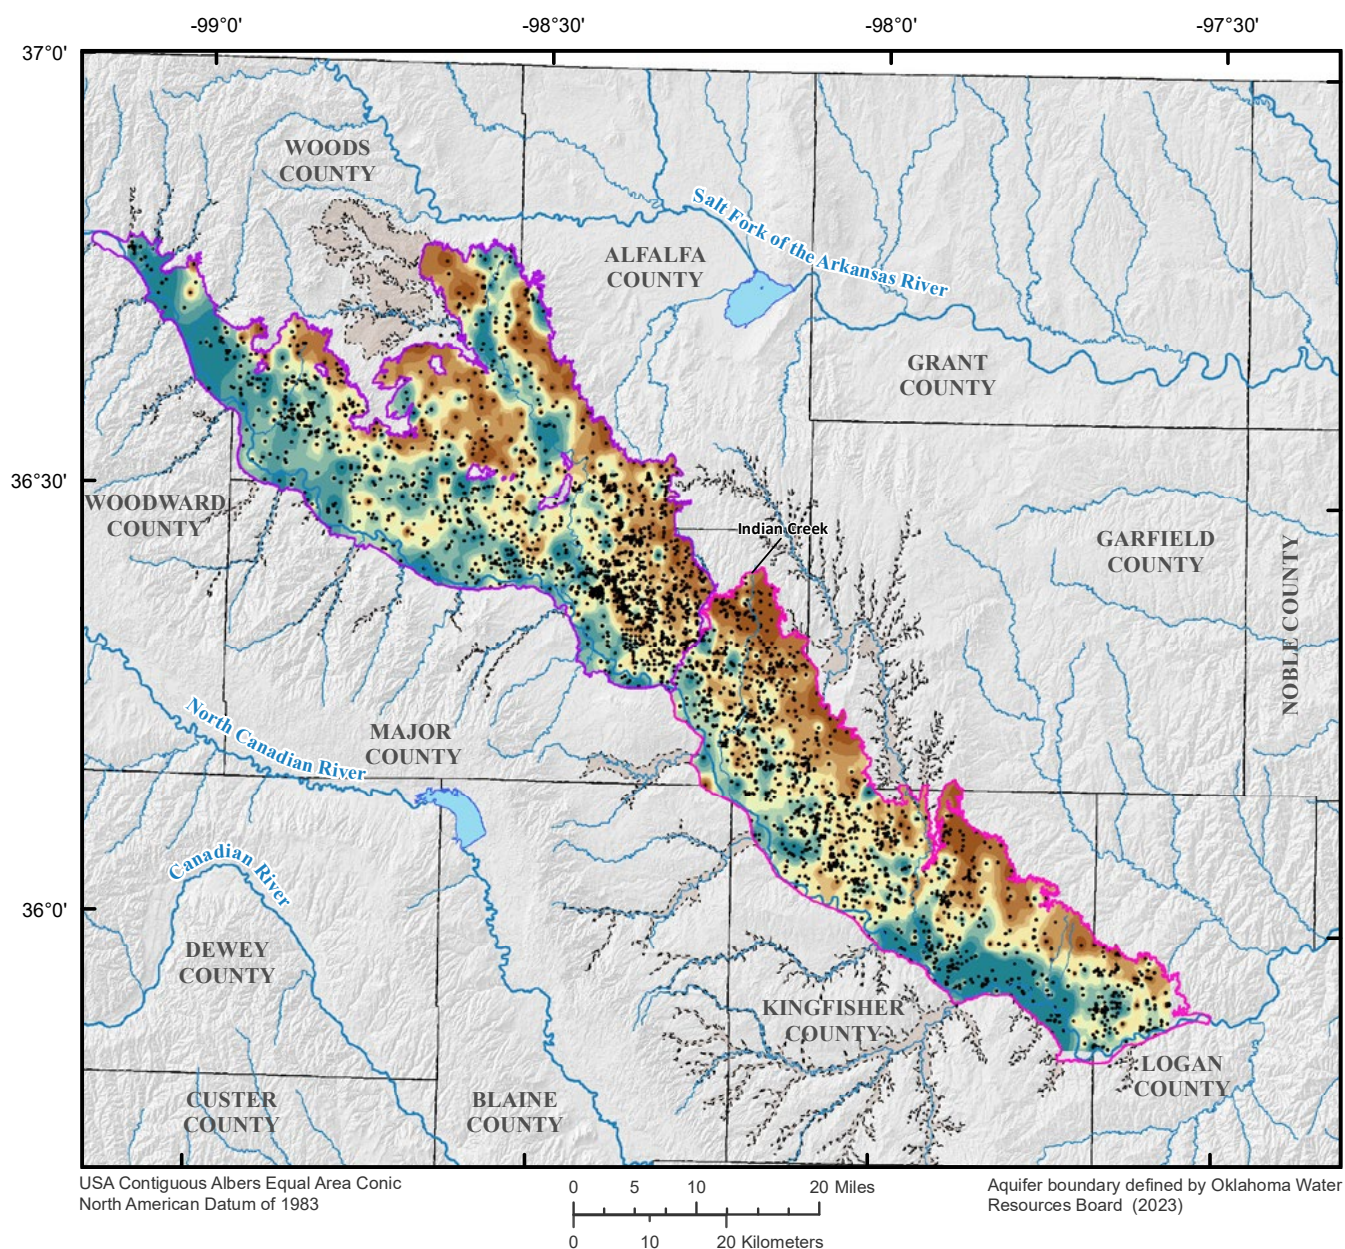 -99°0'
-98°30'
-98°0'
-97°30'
37°0'
WOODS
COUNTY
Salt Fork of the Arkansas River
ALFALFA
COUNTY
GRANT
COUNTY
36°30'
WOODWARD
COUNTY
Indian Creek
GARFIELD
COUNTY
NOBLE COUNTY
North Canadian River
MAJOR
COUNTY
Canadian River
36°0'
DEWEY
COUNTY
KINGFISHER
COUNTY
LOGAN
COUNTY
CUSTER
COUNTY
BLAINE
COUNTY
USA Contiguous Albers Equal Area Conic
North American Datum of 1983
0 5 10 20 Miles
0 10 20 Kilometers
Aquifer boundary defined by Oklahoma Water
Resources Board (2023)